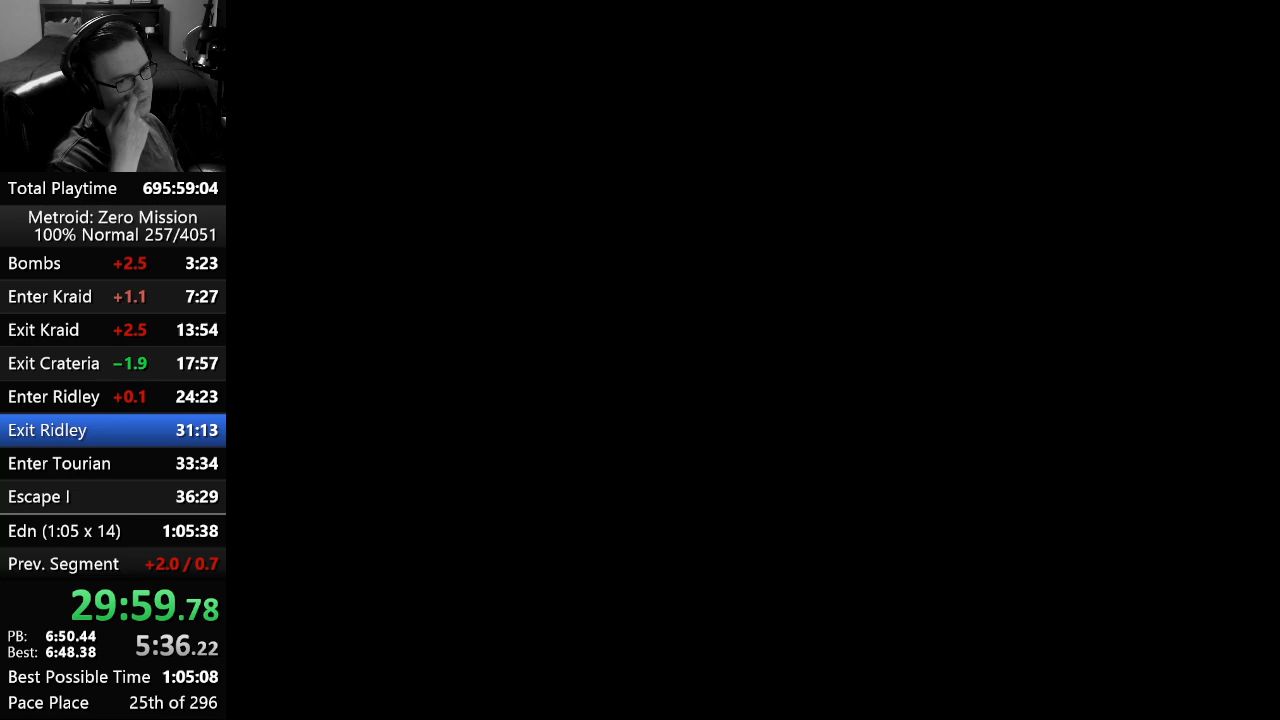 Total Playtime 695:59:04
Metroid: Zero Mission
100% Normal 257/4051
Bombs +2.5 3:23
Enter Kraid +1.1 7:27
Exit Kraid +2.5 13:54
Exit Crateria −1.9 17:57
Enter Ridley +0.1 24:23
Exit Ridley 31:13
Enter Tourian 33:34
Escape I 36:29
Edn (1:05 x 14) 1:05:38
Prev. Segment +2.0 / 0.7
29:59.78
PB: 6:50.44
Best: 6:48.38
5:36.22
Best Possible Time 1:05:08
Pace Place 25th of 296